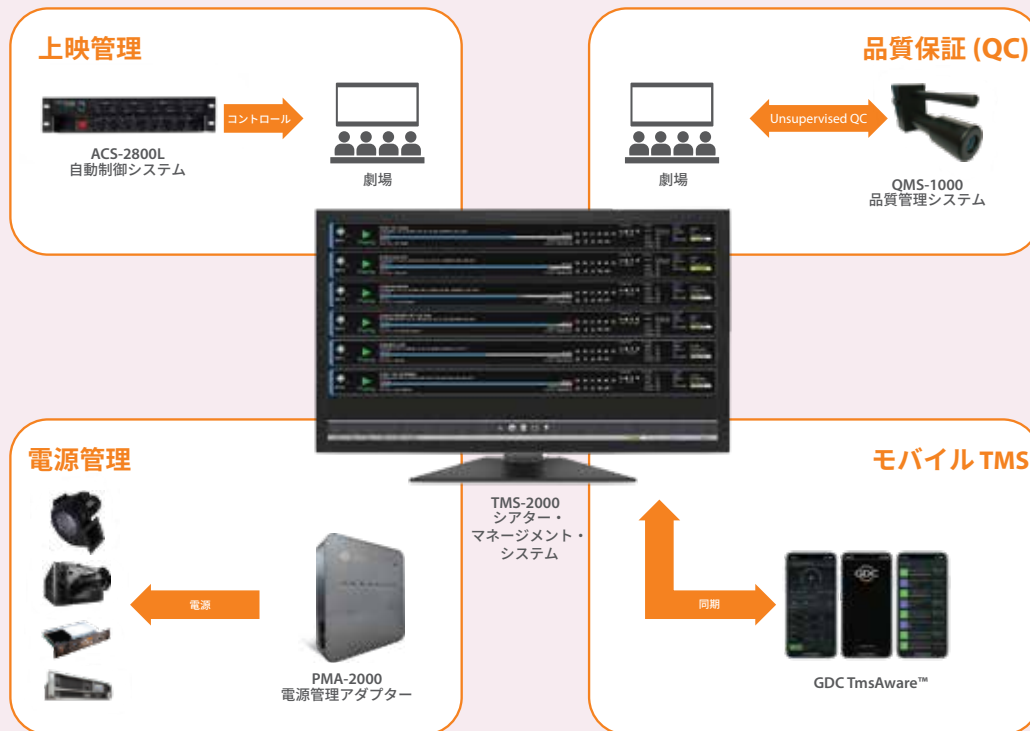 上映管理
コントロール
ACS-2800L
自動制御システム
劇場
品質保証 (QC)
Unsupervised QC
劇場
QMS-1000
品質管理システム
TMS-2000
シアター・
マネージメント・
システム
電源管理
電源
PMA-2000
電源管理アダプター
モバイル TMS
同期
GDC
GDC TmsAware™